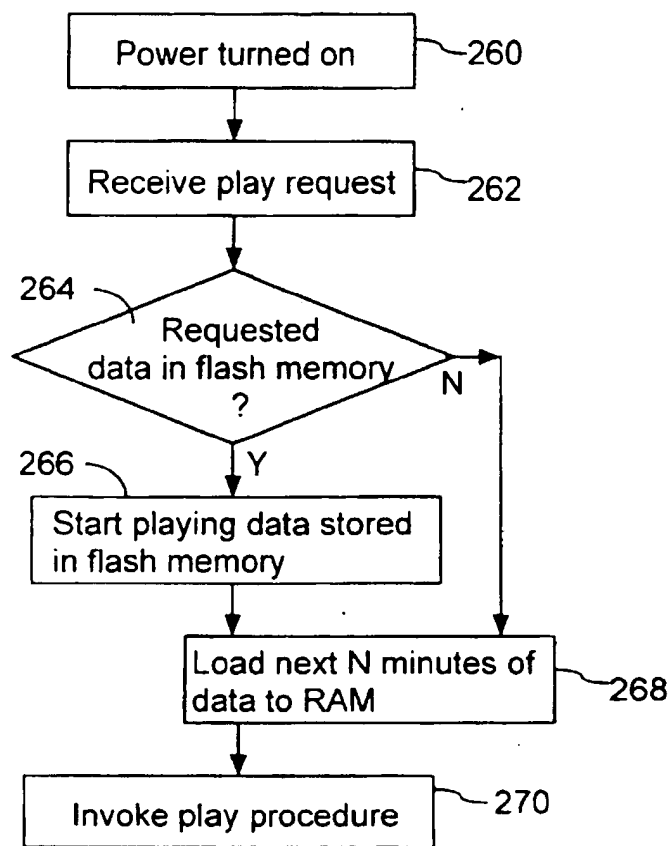 Power turned on
260
Receive play request
262
264
Requested
data in flash memory
?
N
Y
266
Start playing data stored
in flash memory
Load next N minutes of
data to RAM
268
Invoke play procedure
270